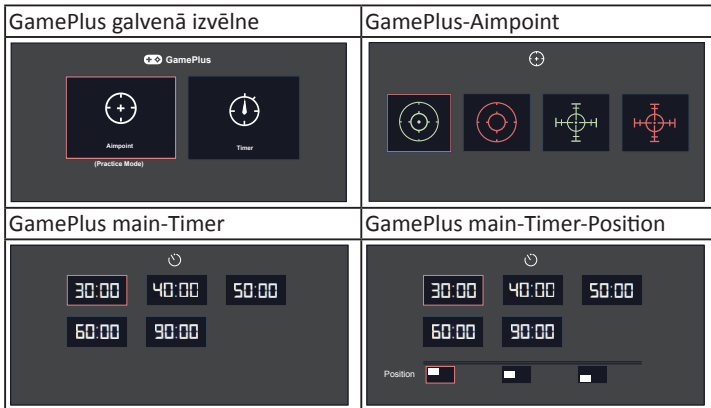 GamePlus galvenā izvēlne
GamePlus-Aimpoint
GamePlus
Aimpoint
Timer
(Practice Mode)
GamePlus main-Timer
GamePlus main-Timer-Position
30:00 40:00 50:00
60:00 90:00
30:00 40:00 50:00
60:00 90:00
Position